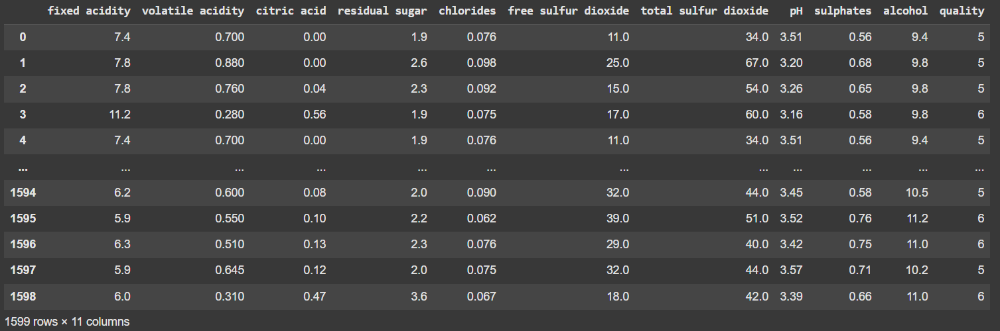 fixed acidity volatile acidity citric acid residual sugar chlorides free sulfur dioxide total sulfur dioxide pH sulphates alcohol quality
0 7.4 0.700 0.00 1.9 0.076 11.0 34.0 3.51 0.56 9.4 5
1 7.8 0.880 0.00 2.6 0.098 25.0 67.0 3.20 0.68 9.8 5
2 7.8 0.760 0.04 2.3 0.092 15.0 54.0 3.26 0.65 9.8 5
3 11.2 0.280 0.56 1.9 0.075 17.0 60.0 3.16 0.58 9.8 6
4 7.4 0.700 0.00 1.9 0.076 11.0 34.0 3.51 0.56 9.4 5
... ... ... ... ... ... ... ... ... ... ... ...
1594 6.2 0.600 0.08 2.0 0.090 32.0 44.0 3.45 0.58 10.5 5
1595 5.9 0.550 0.10 2.2 0.062 39.0 51.0 3.52 0.76 11.2 6
1596 6.3 0.510 0.13 2.3 0.076 29.0 40.0 3.42 0.75 11.0 6
1597 5.9 0.645 0.12 2.0 0.075 32.0 44.0 3.57 0.71 10.2 5
1598 6.0 0.310 0.47 3.6 0.067 18.0 42.0 3.39 0.66 11.0 6
1599 rows × 11 columns